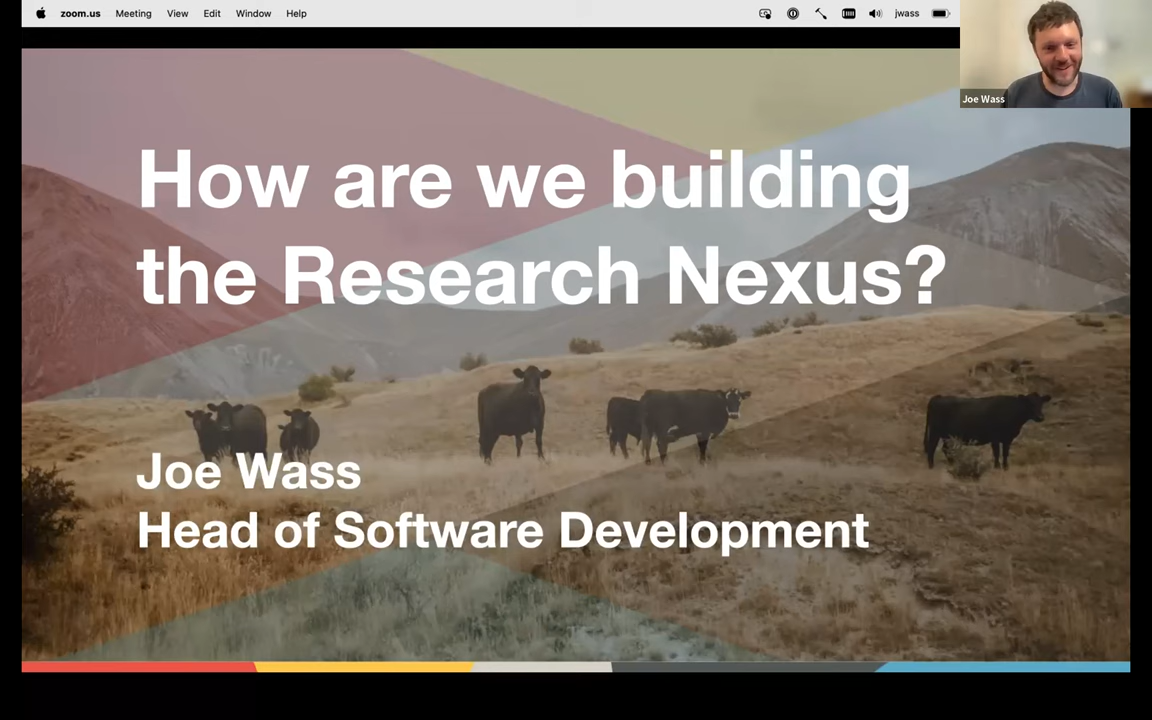 zoom.us Meeting View Edit Window Help jwass
Joe Wass
How are we building
the Research Nexus?
Joe Wass
Head of Software Development